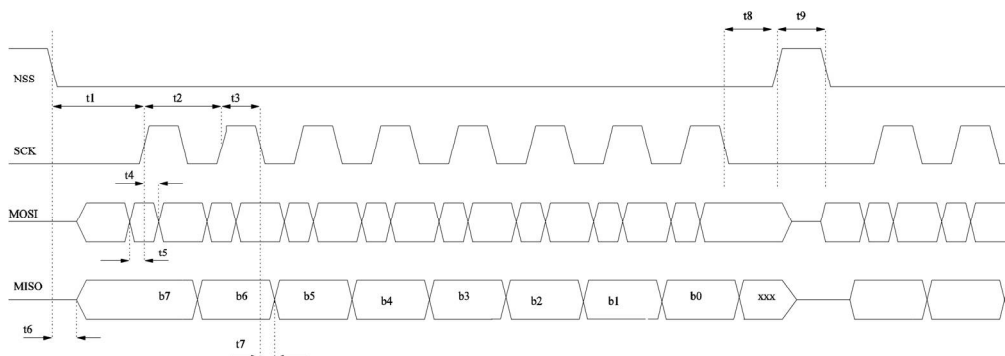 t8 t9
NSS
t1 t2 t3
SCK
t4
MOSI
t5
MISO
b7 b6 b5 b4 b3 b2 b1 b0 xxx
t6
t7